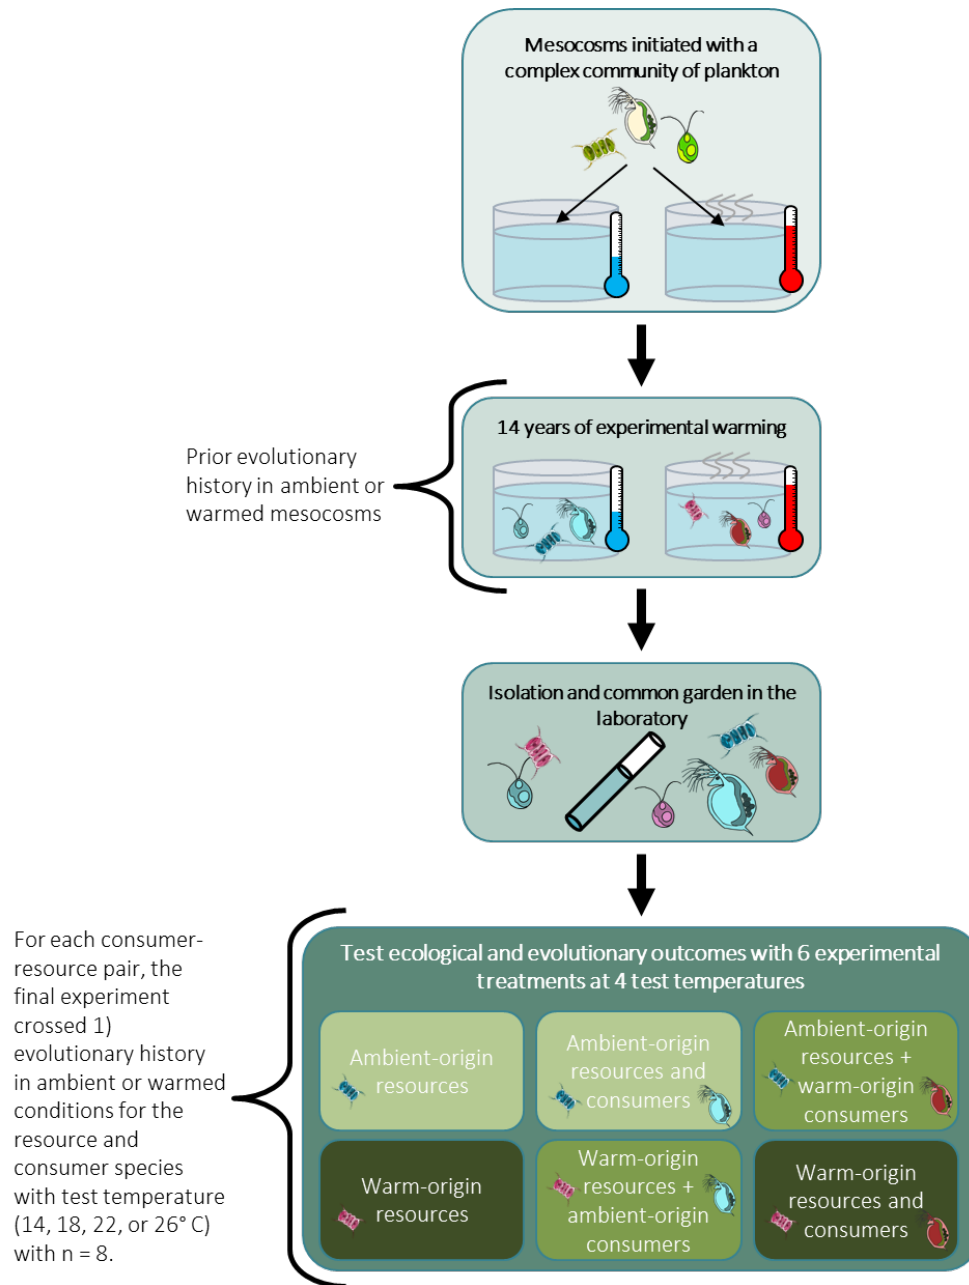 Mesocosms initiated with a
complex community of plankton
Prior evolutionary
history in ambient or
warmed mesocosms
14 years of experimental warming
Isolation and common garden in the
laboratory
For each consumer-
resource pair, the
final experiment
crossed 1)
evolutionary history
in ambient or warmed
conditions for the
resource and
consumer species
with test temperature
(14, 18, 22, or 26° C)
with n = 8.
Test ecological and evolutionary outcomes with 6 experimental
treatments at 4 test temperatures
Ambient-origin
resources
Ambient-origin
resources and
consumers
Ambient-origin
resources +
warm-origin
consumers
Warm-origin
resources
Warm-origin
resources +
ambient-origin
consumers
Warm-origin
resources and
consumers